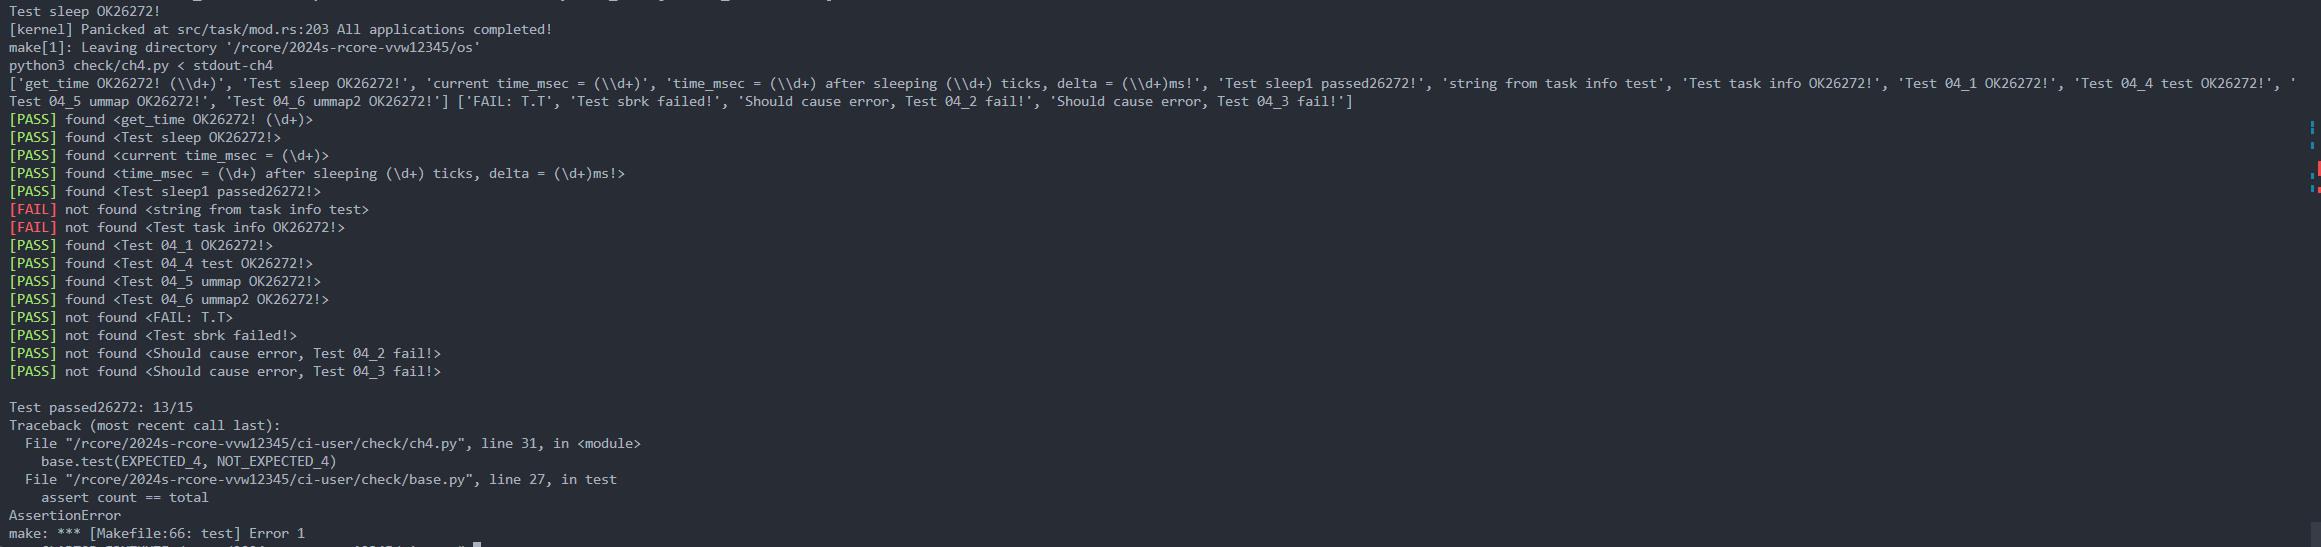 Test sleep OK26272!
[kernel] Panicked at src/task/mod.rs:203 All applications completed!
make[1]: Leaving directory '/rcore/2024s-rcore-vvw12345/os'
python3 check/ch4.py < stdout-ch4
['get_time OK26272! (\\d+)', 'Test sleep OK26272!', 'current time_msec = (\\d+)', 'time_msec = (\\d+) after sleeping (\\d+) ticks, delta = (\\d+)ms!', 'Test sleep1 passed26272!', 'string from task info test', 'Test task info OK26272!', 'Test 04_1 OK26272!', 'Test 04_4 test OK26272!', '
Test 04_5 ummap OK26272!', 'Test 04_6 ummap2 OK26272!'] ['FAIL: T.T', 'Test sbrk failed!', 'Should cause error, Test 04_2 fail!', 'Should cause error, Test 04_3 fail!']
[PASS] found <get_time OK26272! (\d+)>
[PASS] found <Test sleep OK26272!>
[PASS] found <current time_msec = (\d+)>
[PASS] found <time_msec = (\d+) after sleeping (\d+) ticks, delta = (\d+)ms!>
[PASS] found <Test sleep1 passed26272!>
[FAIL] not found <string from task info test>
[FAIL] not found <Test task info OK26272!>
[PASS] found <Test 04_1 OK26272!>
[PASS] found <Test 04_4 test OK26272!>
[PASS] found <Test 04_5 ummap OK26272!>
[PASS] found <Test 04_6 ummap2 OK26272!>
[PASS] not found <FAIL: T.T>
[PASS] not found <Test sbrk failed!>
[PASS] not found <Should cause error, Test 04_2 fail!>
[PASS] not found <Should cause error, Test 04_3 fail!>
Test passed26272: 13/15
Traceback (most recent call last):
File "/rcore/2024s-rcore-vvw12345/ci-user/check/ch4.py", line 31, in <module>
base.test(EXPECTED_4, NOT_EXPECTED_4)
File "/rcore/2024s-rcore-vvw12345/ci-user/check/base.py", line 27, in test
assert count == total
AssertionError
make: *** [Makefile:66: test] Error 1